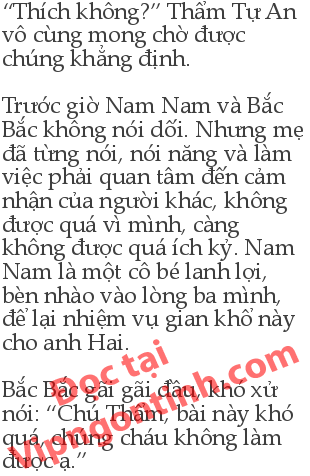 “Thích không?” Thẩm Tự An
vô cùng mong chờ được
chúng khẳng định.
Trước giờ Nam Nam và Bắc
Bắc không nói dối. Nhưng mẹ
đã từng nói, nói năng và làm
việc phải quan tâm đến cảm
nhận của người khác, không
được quá vì mình, càng
không được quá ích kỷ. Nam
Nam là một cô bé lanh lợi,
bèn nhào vào lòng ba mình,
để lại nhiệm vụ gian khổ này
cho anh Hai.
Bắc Bắc gãi gãi đầu, khó xử
nói: “Chú Thẩm, bài này khó
quá, chúng cháu không làm
được ạ.”
Đọc tại
Vipngontinh.com